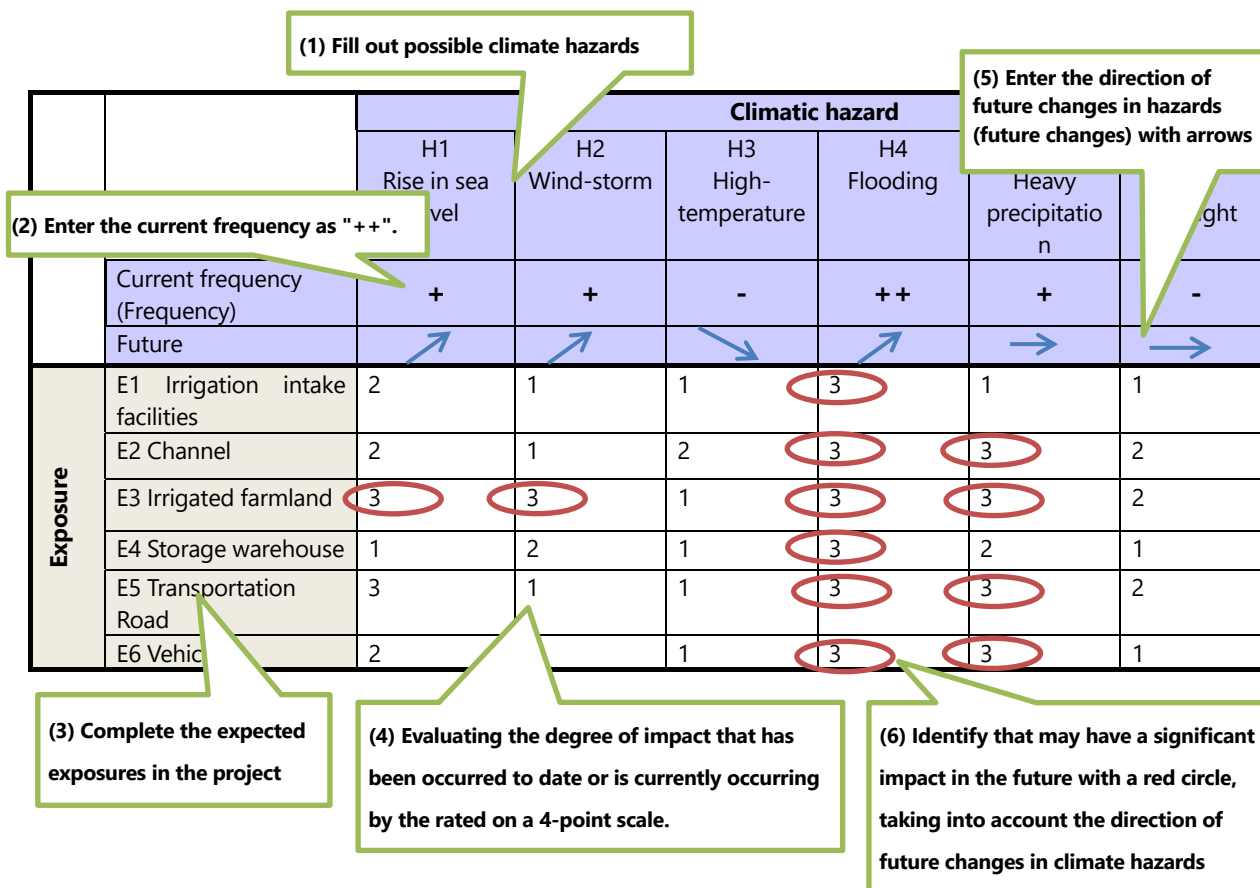 (1) Fill out possible climate hazards
(5) Enter the direction of
future changes in hazards
(future changes) with arrows
Climatic hazard
H1
Rise in sea
vel
H2
Wind-storm
H3
High-
temperature
H4
Flooding
Heavy
precipitatio
n
ght
(2) Enter the current frequency as "++".
Current frequency
(Frequency)
+ + - ++ + -
Future
Exposure
E1 Irrigation intake
facilities
2 1 1 3 1 1
E2 Channel 2 1 2 3 3 2
E3 Irrigated farmland 3 3 1 3 3 2
E4 Storage warehouse 1 2 1 3 2 1
E5 Transportation
Road
3 1 1 3 3 2
E6 Vehic 2 1 3 3 1
(3) Complete the expected
exposures in the project
(4) Evaluating the degree of impact that has
been occurred to date or is currently occurring
by the rated on a 4-point scale.
(6) Identify that may have a significant
impact in the future with a red circle,
taking into account the direction of
future changes in climate hazards